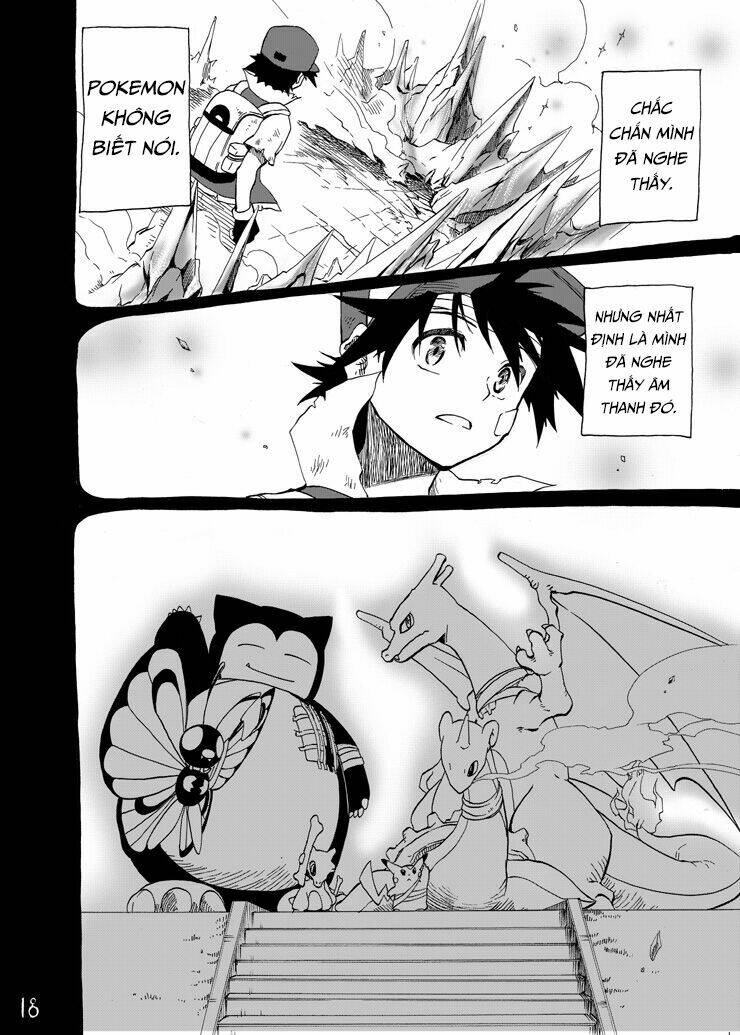 CHẮC
CHẮN MÌNH
ĐÃ NGHE
THẤY.
POKEMON
KHÔNG
BIẾT NÓI.
NHƯNG NHẤT
ĐỊNH LÀ MÌNH
ĐÃ NGHE
THẤY ÂM
THANH ĐÓ.
P
18